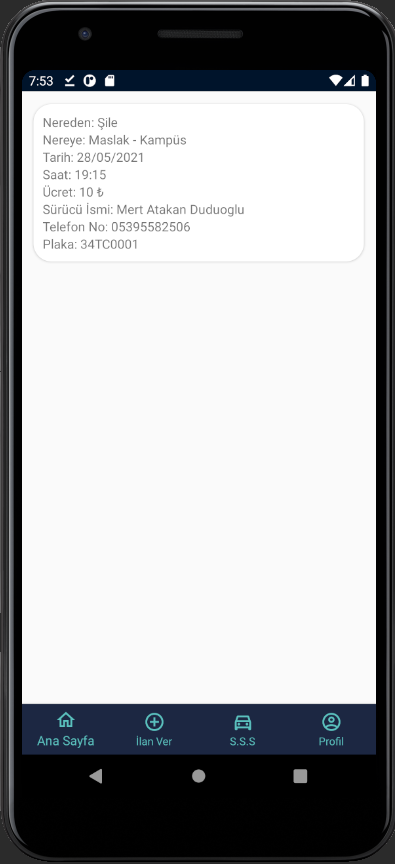 7:53
Nereden: Şile
Nereye: Maslak - Kampüs
Tarih: 28/05/2021
Saat: 19:15
Ücret: 10 ₺
Sürücü İsmi: Mert Atakan Duduoglu
Telefon No: 05395582506
Plaka: 34TC0001
Ana Sayfa
İlan Ver
S.S.S
Profil